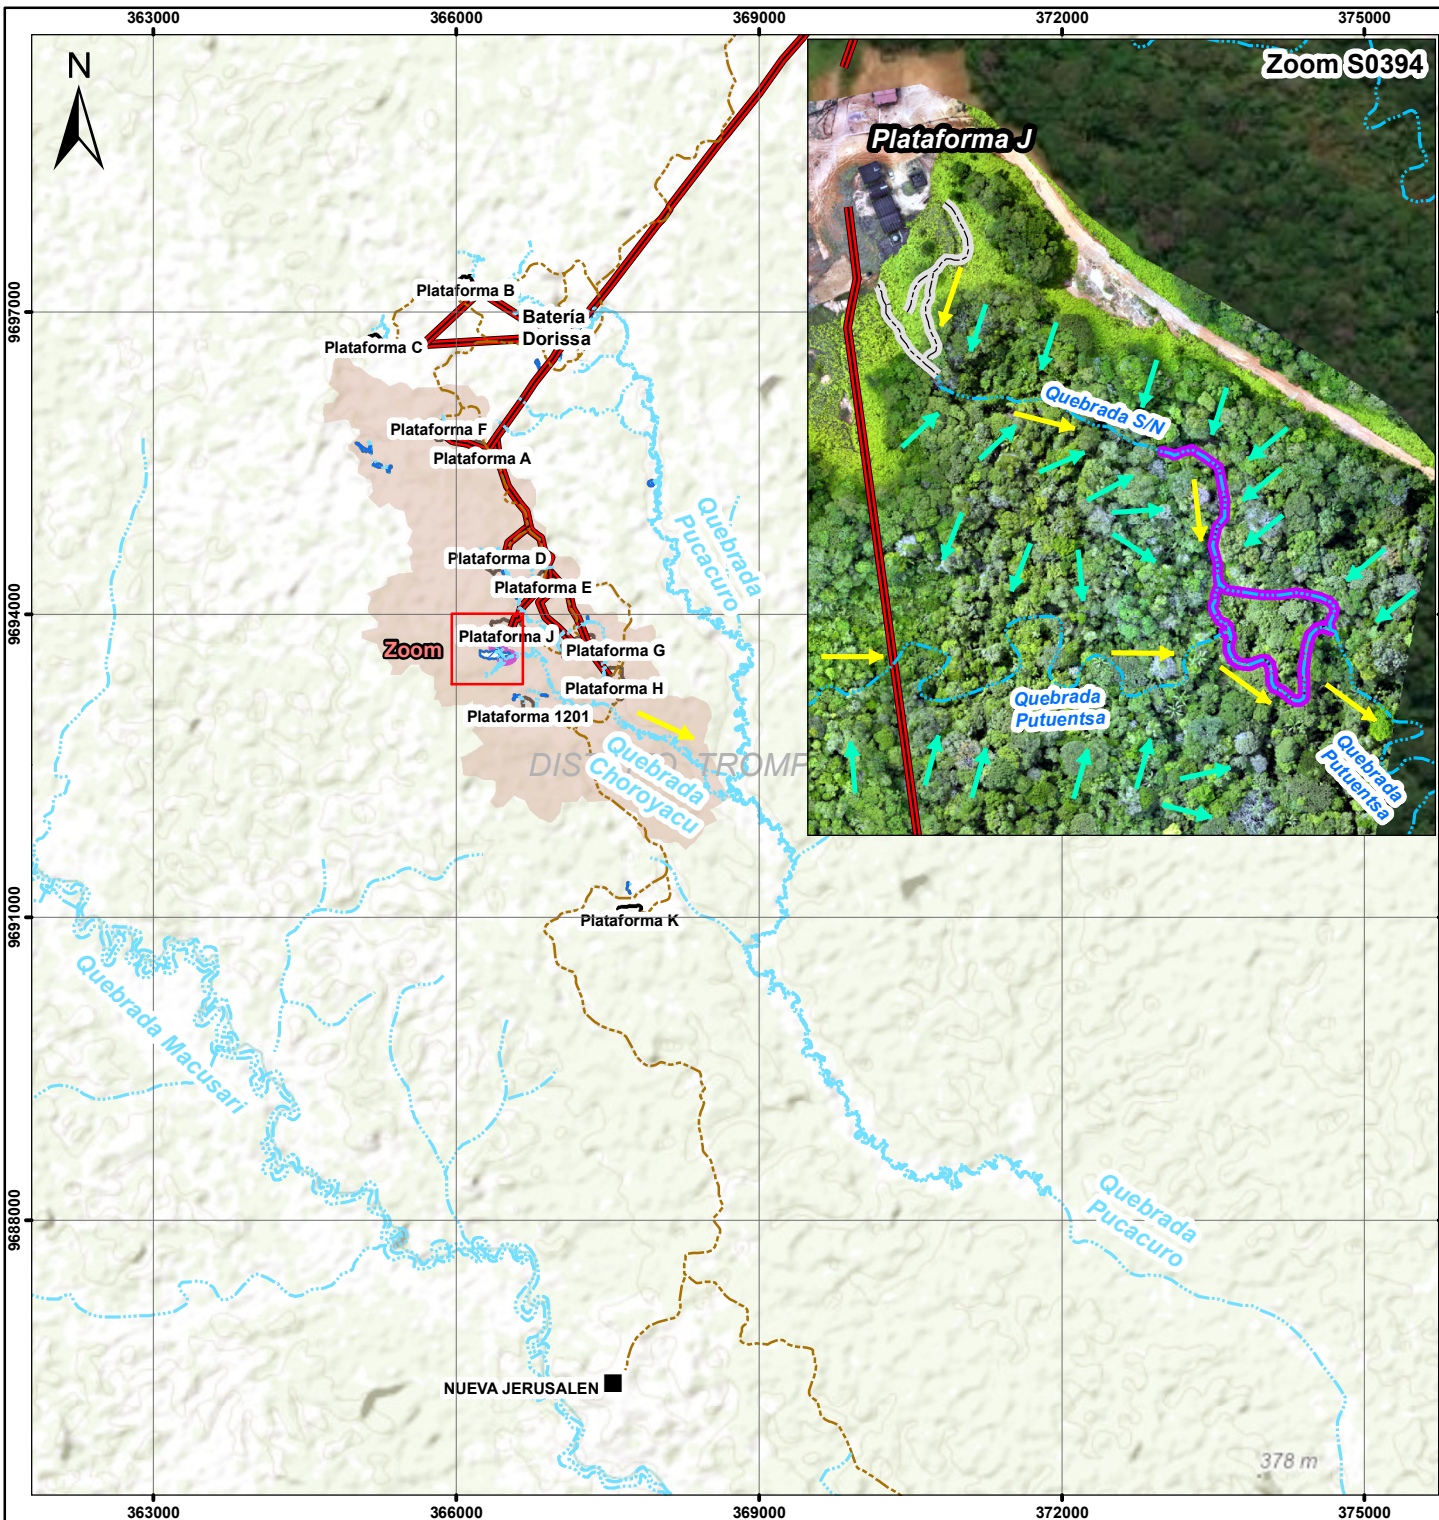 363000
366000
369000
372000
375000
N
Zoom S0394
Plataforma J
Quebrada S/N
Quebrada
Putuentsa
Quebrada
Putuentsa
9697000
9694000
9691000
9688000
Plataforma B
Batería
Dorissa
Plataforma C
Plataforma F
Plataforma A
Quebrada
Pucacuro
Plataforma D
Plataforma E
Zoom
Plataforma J
Plataforma G
Plataforma H
Plataforma 1201
Quebrada
Choroyacu
Plataforma K
Quebrada Macusari
Quebrada
Pucacuro
NUEVA JERUSALEN
378 m
363000
366000
369000
372000
375000